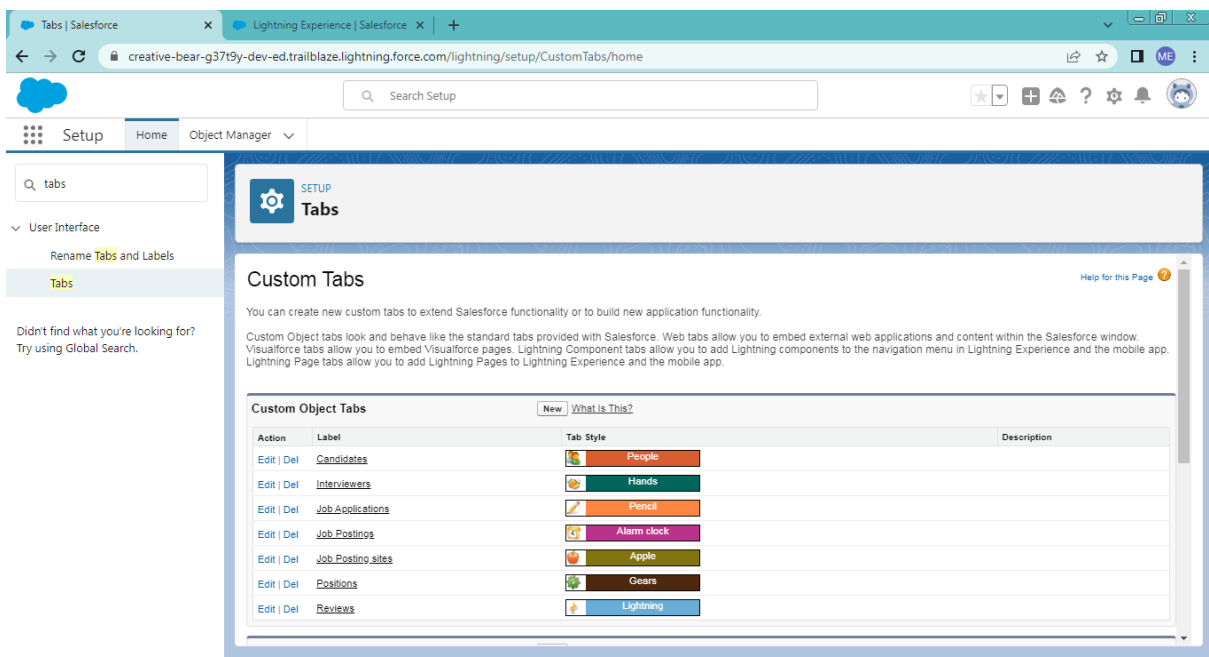 Tabs | Salesforce
Lightning Experience | Salesforce
creative-bear-g37t9y-dev-ed.trailblaze.lightning.force.com/lightning/setup/CustomTabs/home
ME
Search Setup
Setup
Home
Object Manager
tabs
User Interface
Rename Tabs and Labels
Tabs
Didn't find what you're looking for?
Try using Global Search.
SETUP
Tabs
Custom Tabs
Help for this Page
You can create new custom tabs to extend Salesforce functionality or to build new application functionality.
Custom Object tabs look and behave like the standard tabs provided with Salesforce. Web tabs allow you to embed external web applications and content within the Salesforce window.
Visualforce tabs allow you to embed Visualforce pages. Lightning Component tabs allow you to add Lightning components to the navigation menu in Lightning Experience and the mobile app.
Lightning Page tabs allow you to add Lightning Pages to Lightning Experience and the mobile app.
Custom Object Tabs New What Is This?
Action Label Tab Style Description
Edit | Del Candidates People
Edit | Del Interviewers Hands
Edit | Del Job Applications Pencil
Edit | Del Job Postings Alarm clock
Edit | Del Job Posting sites Apple
Edit | Del Positions Gears
Edit | Del Reviews Lightning